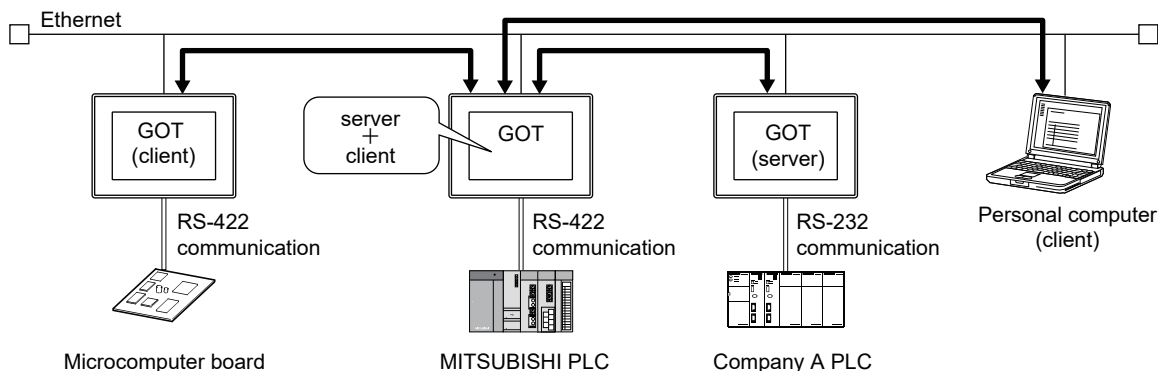 Ethernet
GOT
(client)
server
+
client
GOT
GOT
(server)
RS-422
communication
RS-422
communication
RS-232
communication
Personal computer
(client)
Microcomputer board
MITSUBISHI PLC
Company A PLC